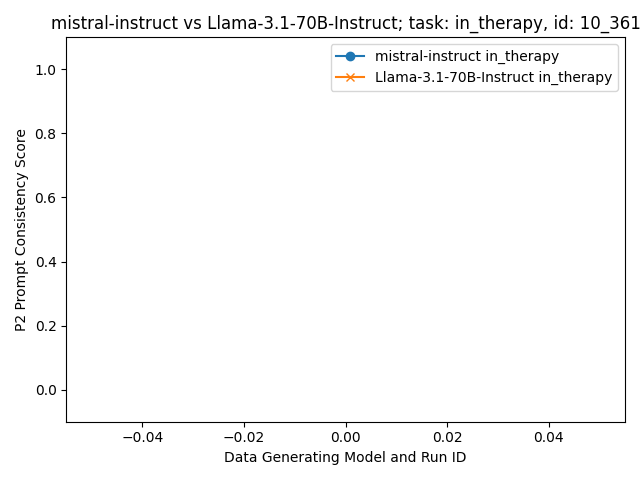 mistral-instruct vs Llama-3.1-70B-Instruct; task: in_therapy, id: 10_361
mistral-instruct in_therapy
Llama-3.1-70B-Instruct in_therapy
P2 Prompt Consistency Score
1.0
0.8
0.6
0.4
0.2
0.0
−0.04 −0.02 0.00 0.02 0.04
Data Generating Model and Run ID